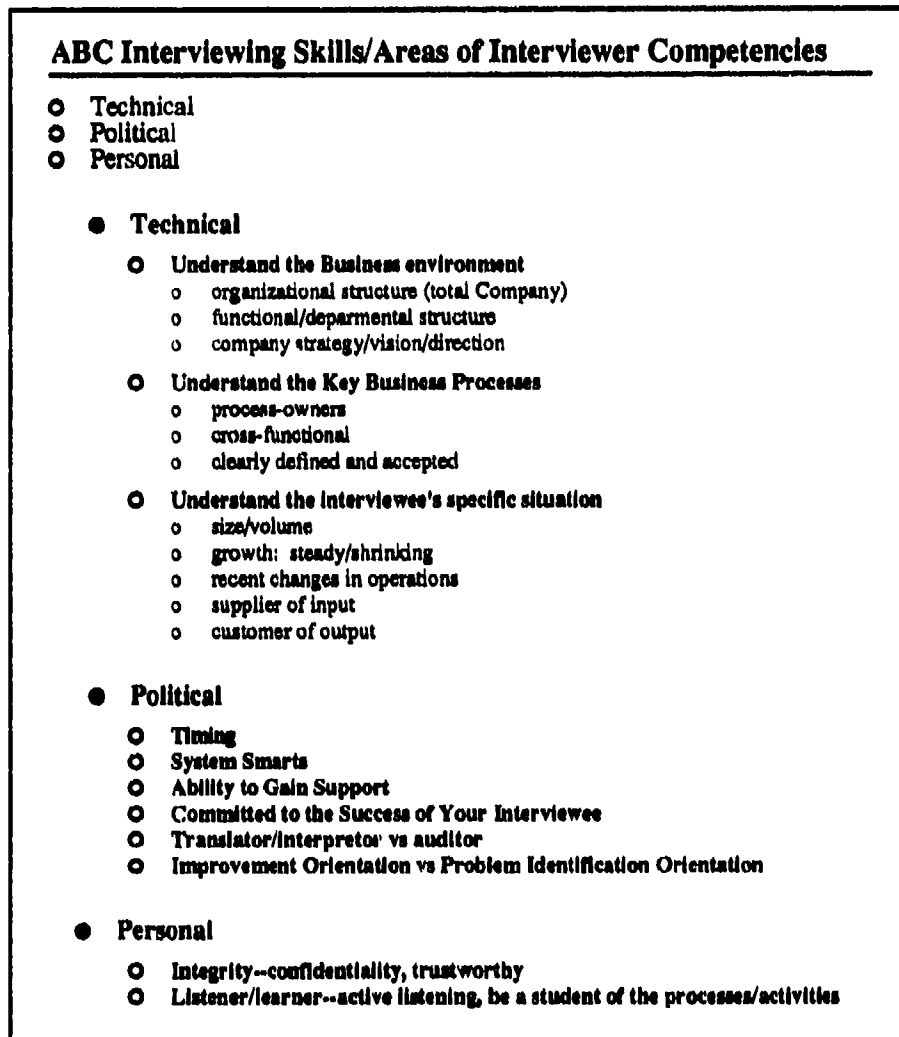 ABC Interviewing Skills/Areas of Interviewer Competencies
Technical
Political
Personal
Technical
Understand the Business environment
organizational structure (total Company)
functional/deparmental structure
company strategy/vision/direction
Understand the Key Business Processes
process-owners
cross-functional
clearly defined and accepted
Understand the interviewee's specific situation
size/volume
growth: steady/shrinking
recent changes in operations
supplier of input
customer of output
Political
Timing
System Smarts
Ability to Gain Support
Committed to the Success of Your Interviewee
Translator/interpretor vs auditor
Improvement Orientation vs Problem Identification Orientation
Personal
Integrity--confidentiality, trustworthy
Listener/learner--active listening, be a student of the processes/activities